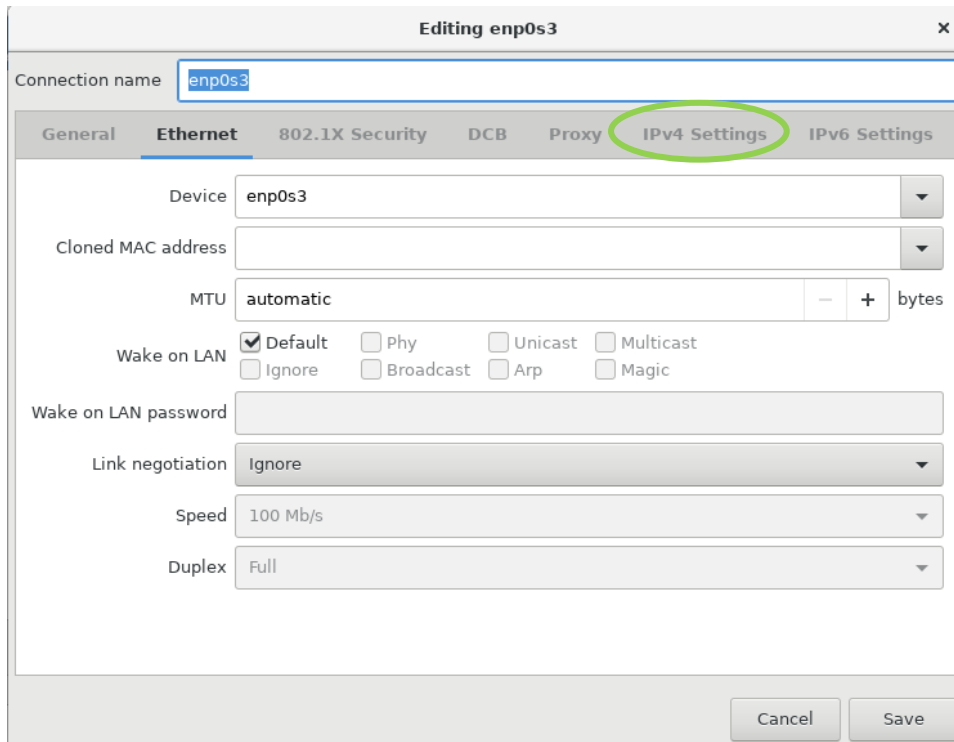 Editing enp0s3 ×
Connection name enp0s3
General Ethernet 802.1X Security DCB Proxy IPv4 Settings IPv6 Settings
Device enp0s3
Cloned MAC address
MTU automatic − + bytes
Wake on LAN
Default Phy Unicast Multicast
Ignore Broadcast Arp Magic
Wake on LAN password
Link negotiation Ignore
Speed 100 Mb/s
Duplex Full
Cancel Save